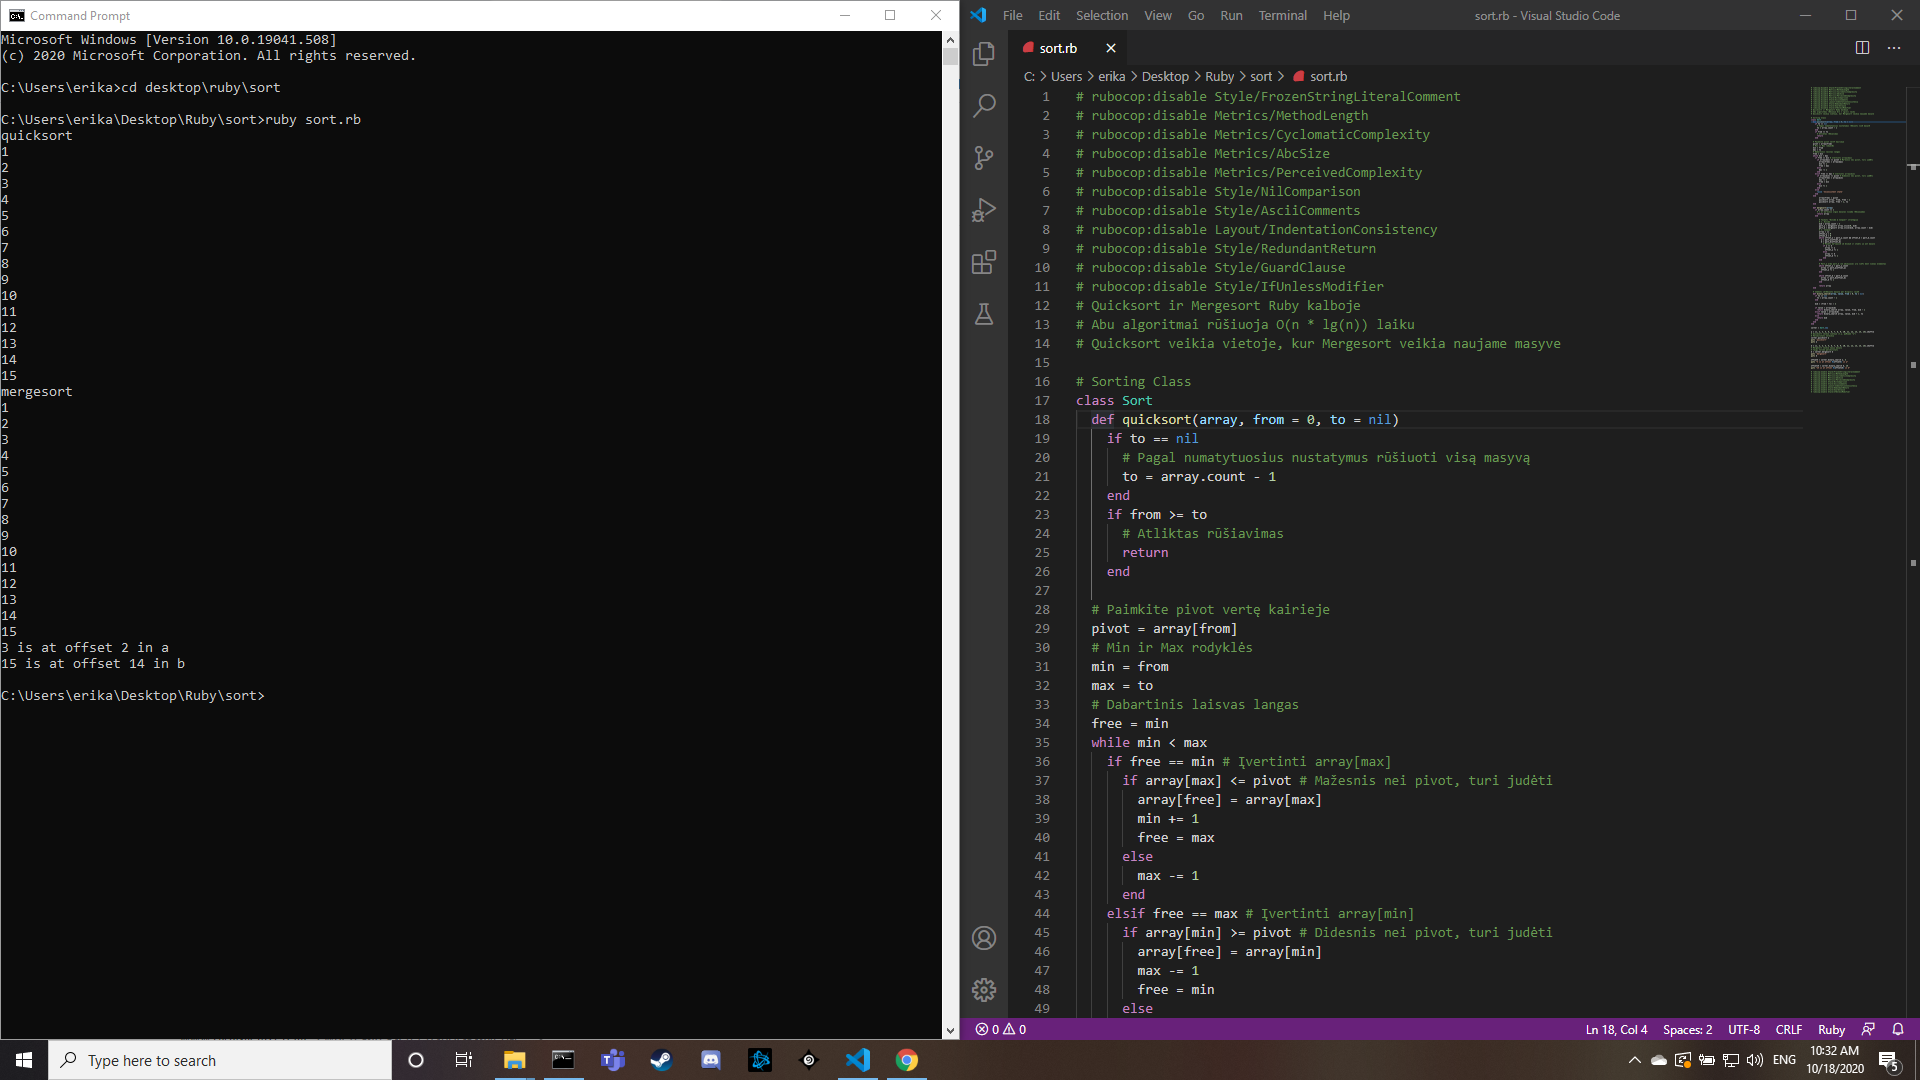 Command Prompt
Microsoft Windows [Version 10.0.19041.508]
(c) 2020 Microsoft Corporation. All rights reserved.
C:\Users\erika>cd desktop\ruby\sort
C:\Users\erika\Desktop\Ruby\sort>ruby sort.rb
quicksort
1
2
3
4
5
6
7
8
9
10
11
12
13
14
15
mergesort
1
2
3
4
5
6
7
8
9
10
11
12
13
14
15
3 is at offset 2 in a
15 is at offset 14 in b
C:\Users\erika\Desktop\Ruby\sort>
File Edit Selection View Go Run Terminal Help sort.rb - Visual Studio Code
sort.rb
C: > Users > erika > Desktop > Ruby > sort > sort.rb
1 # rubocop:disable Style/FrozenStringLiteralComment
2 # rubocop:disable Metrics/MethodLength
3 # rubocop:disable Metrics/CyclomaticComplexity
4 # rubocop:disable Metrics/AbcSize
5 # rubocop:disable Metrics/PerceivedComplexity
6 # rubocop:disable Style/NilComparison
7 # rubocop:disable Style/AsciiComments
8 # rubocop:disable Layout/IndentationConsistency
9 # rubocop:disable Style/RedundantReturn
10 # rubocop:disable Style/GuardClause
11 # rubocop:disable Style/IfUnlessModifier
12 # Quicksort ir Mergesort Ruby kalboje
13 # Abu algoritmai rūšiuoja O(n * lg(n)) laiku
14 # Quicksort veikia vietoje, kur Mergesort veikia naujame masyve
15
16 # Sorting Class
17 class Sort
18 def quicksort(array, from = 0, to = nil)
19 if to == nil
20 # Pagal numatytuosius nustatymus rūšiuoti visą masyvą
21 to = array.count - 1
22 end
23 if from >= to
24 # Atliktas rūšiavimas
25 return
26 end
27
28 # Paimkite pivot vertę kairieje
29 pivot = array[from]
30 # Min ir Max rodyklės
31 min = from
32 max = to
33 # Dabartinis laisvas langas
34 free = min
35 while min < max
36 if free == min # Įvertinti array[max]
37 if array[max] <= pivot # Mažesnis nei pivot, turi judėti
38 array[free] = array[max]
39 min += 1
40 free = max
41 else
42 max -= 1
43 end
44 elsif free == max # Įvertinti array[min]
45 if array[min] >= pivot # Didesnis nei pivot, turi judėti
46 array[free] = array[min]
47 max -= 1
48 free = min
49 else
0 0 Ln 18, Col 4 Spaces: 2 UTF-8 CRLF Ruby
Type here to search
ENG
10:32 AM
10/18/2020
5